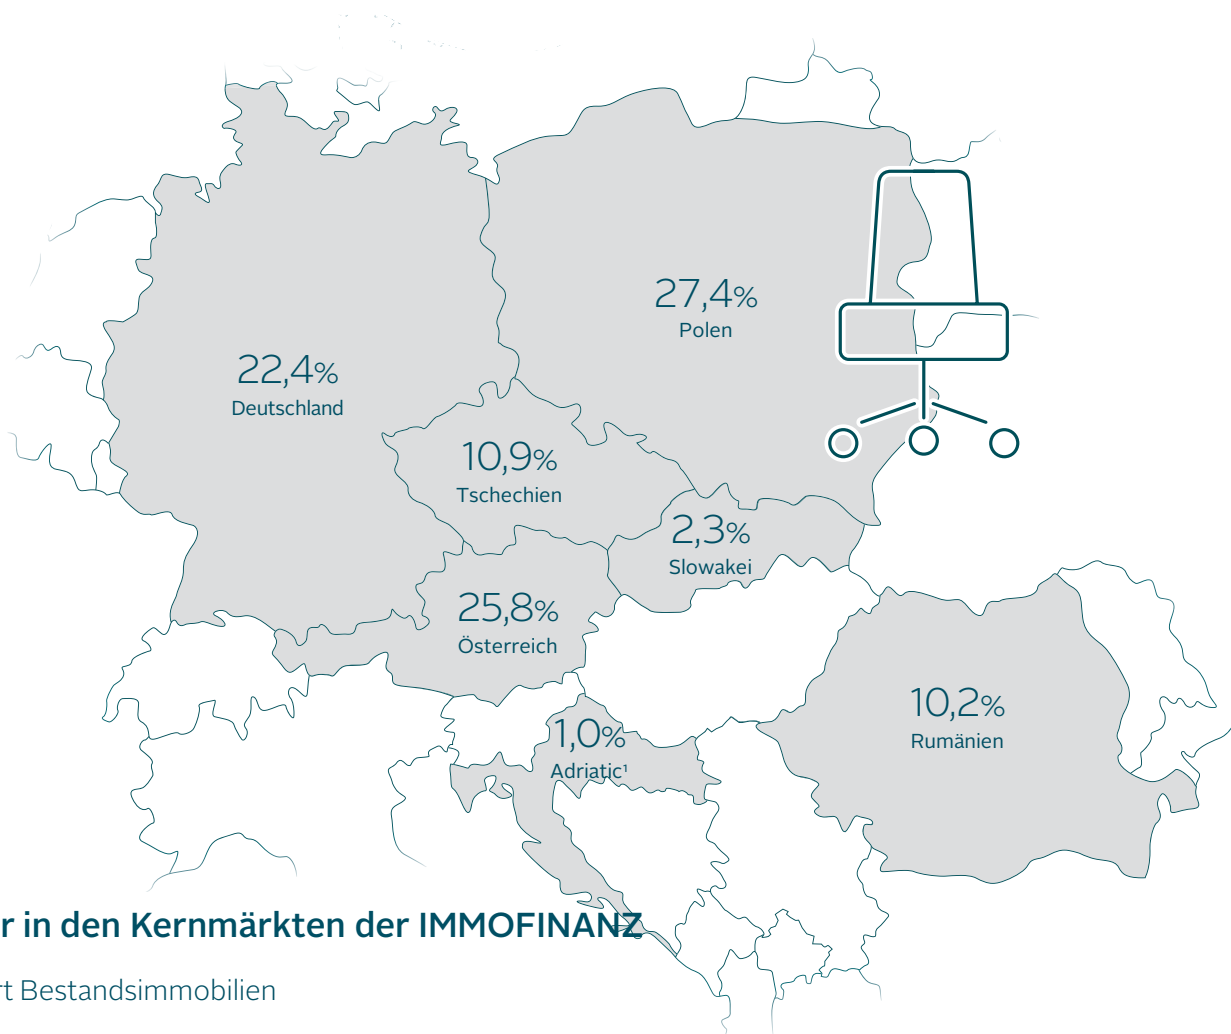 27,4%
Polen
22,4%
Deutschland
10,9%
Tschechien
2,3%
Slowakei
25,8%
Österreich
10,2%
Rumänien
1,0%
Adriatic¹
r in den Kernmärkten der IMMOFINANZ
rt Bestandsimmobilien